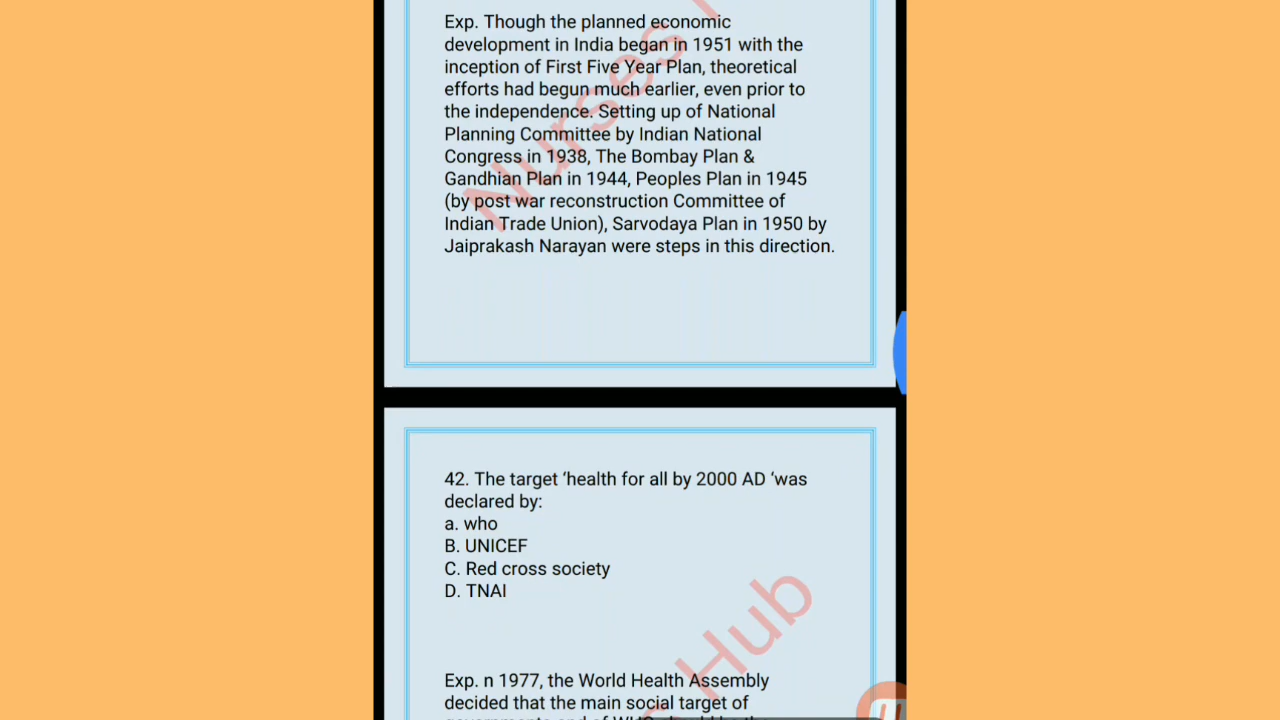 Exp. Though the planned economic
development in India began in 1951 with the
inception of First Five Year Plan, theoretical
efforts had begun much earlier, even prior to
the independence. Setting up of National
Planning Committee by Indian National
Congress in 1938, The Bombay Plan &
Gandhian Plan in 1944, Peoples Plan in 1945
(by post war reconstruction Committee of
Indian Trade Union), Sarvodaya Plan in 1950 by
Jaiprakash Narayan were steps in this direction.
Nurses
42. The target ‘health for all by 2000 AD ‘was
declared by:
a. who
B. UNICEF
C. Red cross society
D. TNAI
Hub
Exp. n 1977, the World Health Assembly
decided that the main social target of